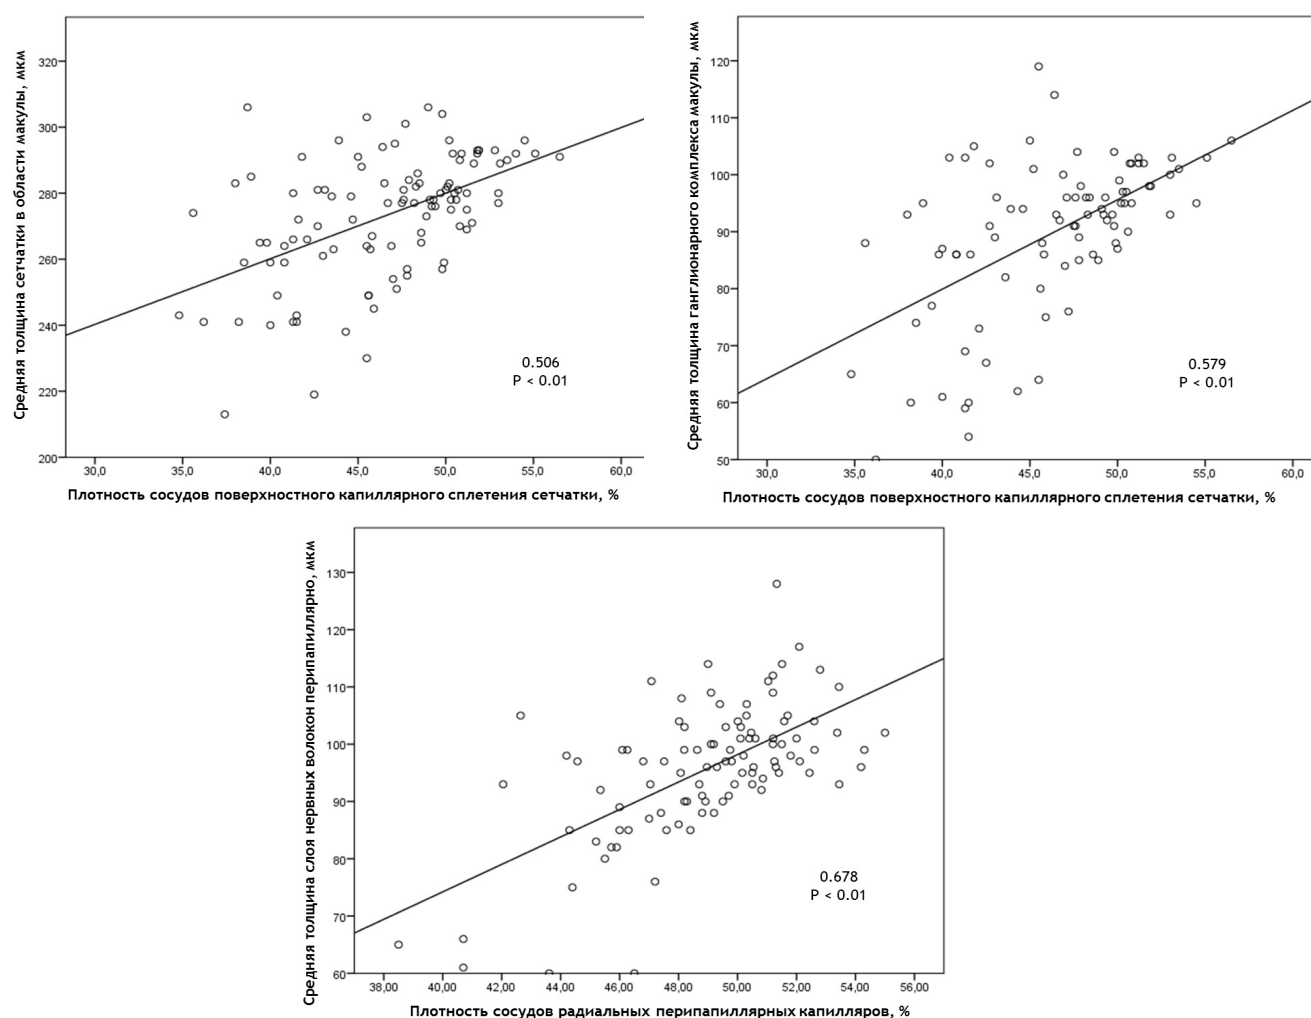 Средняя толщина сетчатки в области макулы, мкм
320
300
280
260
240
220
200
30,0 35,0 40,0 45,0 50,0 55,0 60,0
0.506
P < 0.01
Плотность сосудов поверхностного капиллярного сплетения сетчатки, %
Средняя толщина ганглионарного комплекса макулы, мкм
120
110
100
90
80
70
60
50
30,0 35,0 40,0 45,0 50,0 55,0 60,0
0.579
P < 0.01
Плотность сосудов поверхностного капиллярного сплетения сетчатки, %
Средняя толщина слоя нервных волокон перипапиллярно, мкм
130
120
110
100
90
80
70
60
38,00 40,00 42,00 44,00 46,00 48,00 50,00 52,00 54,00 56,00
0.678
P < 0.01
Плотность сосудов радиальных перипапиллярных капилляров, %